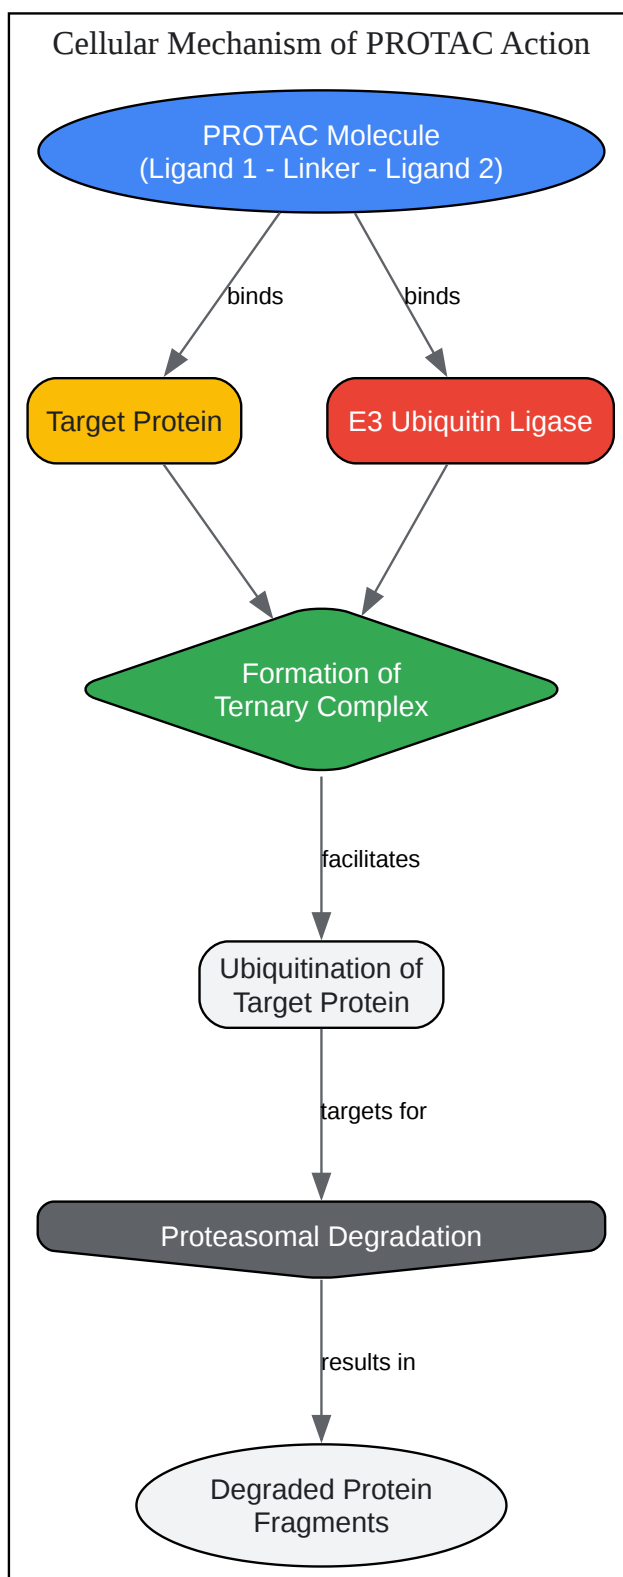 Cellular Mechanism of PROTAC Action
PROTAC Molecule
(Ligand 1 - Linker - Ligand 2)
binds
binds
Target Protein
E3 Ubiquitin Ligase
Formation of
Ternary Complex
facilitates
Ubiquitination of
Target Protein
targets for
Proteasomal Degradation
results in
Degraded Protein
Fragments